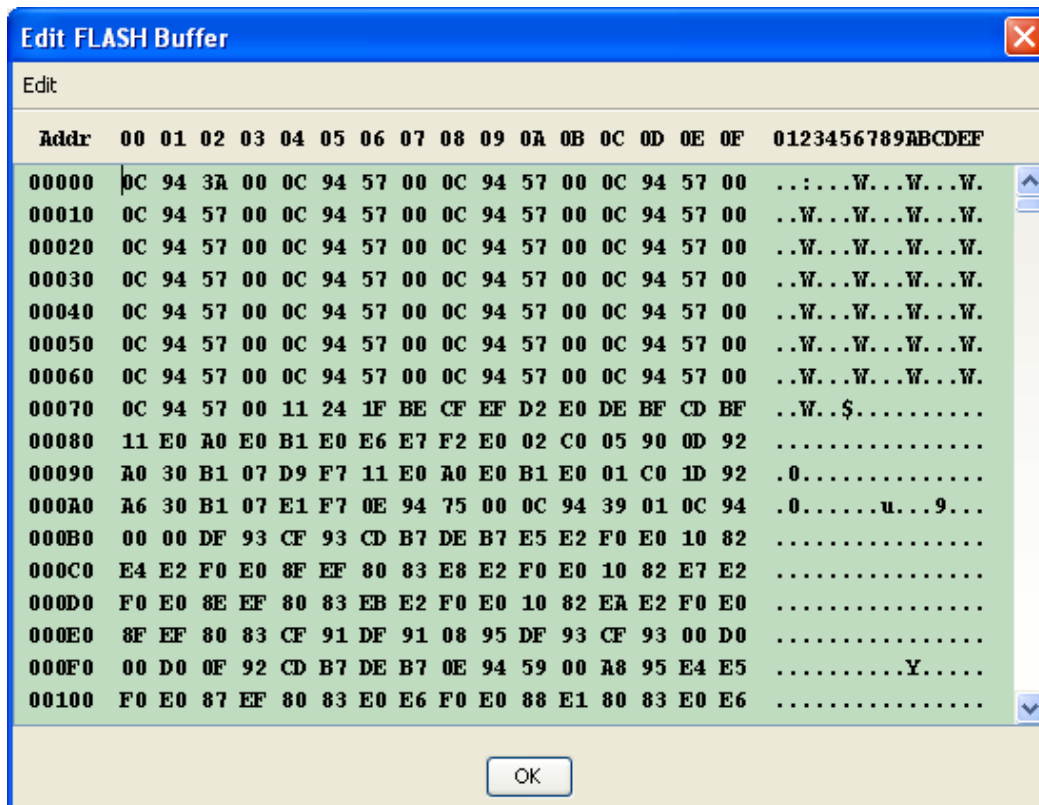 Edit FLASH Buffer
Edit
Addr 00 01 02 03 04 05 06 07 08 09 0A 0B 0C 0D 0E 0F 0123456789ABCDEF
00000 0C 94 3A 00 0C 94 57 00 0C 94 57 00 0C 94 57 00 ..:...W...W...W.
00010 0C 94 57 00 0C 94 57 00 0C 94 57 00 0C 94 57 00 ..W...W...W...W.
00020 0C 94 57 00 0C 94 57 00 0C 94 57 00 0C 94 57 00 ..W...W...W...W.
00030 0C 94 57 00 0C 94 57 00 0C 94 57 00 0C 94 57 00 ..W...W...W...W.
00040 0C 94 57 00 0C 94 57 00 0C 94 57 00 0C 94 57 00 ..W...W...W...W.
00050 0C 94 57 00 0C 94 57 00 0C 94 57 00 0C 94 57 00 ..W...W...W...W.
00060 0C 94 57 00 0C 94 57 00 0C 94 57 00 0C 94 57 00 ..W...W...W...W.
00070 0C 94 57 00 11 24 1F BE CF EF D2 E0 DE BF CD BF ..W..$..........
00080 11 E0 A0 E0 B1 E0 E6 E7 F2 E0 02 C0 05 90 0D 92 ................
00090 A0 30 B1 07 D9 F7 11 E0 A0 E0 B1 E0 01 C0 1D 92 .0..............
000A0 A6 30 B1 07 E1 F7 0E 94 75 00 0C 94 39 01 0C 94 .0......u...9...
000B0 00 00 DF 93 CF 93 CD B7 DE B7 E5 E2 F0 E0 10 82 ................
000C0 E4 E2 F0 E0 8F EF 80 83 E8 E2 F0 E0 10 82 E7 E2 ................
000D0 F0 E0 8E EF 80 83 EB E2 F0 E0 10 82 EA E2 F0 E0 ................
000E0 8F EF 80 83 CF 91 DF 91 08 95 DF 93 CF 93 00 D0 ................
000F0 00 D0 0F 92 CD B7 DE B7 0E 94 59 00 A8 95 E4 E5 ..........Y.....
00100 F0 E0 87 EF 80 83 E0 E6 F0 E0 88 E1 80 83 E0 E6 ................
OK